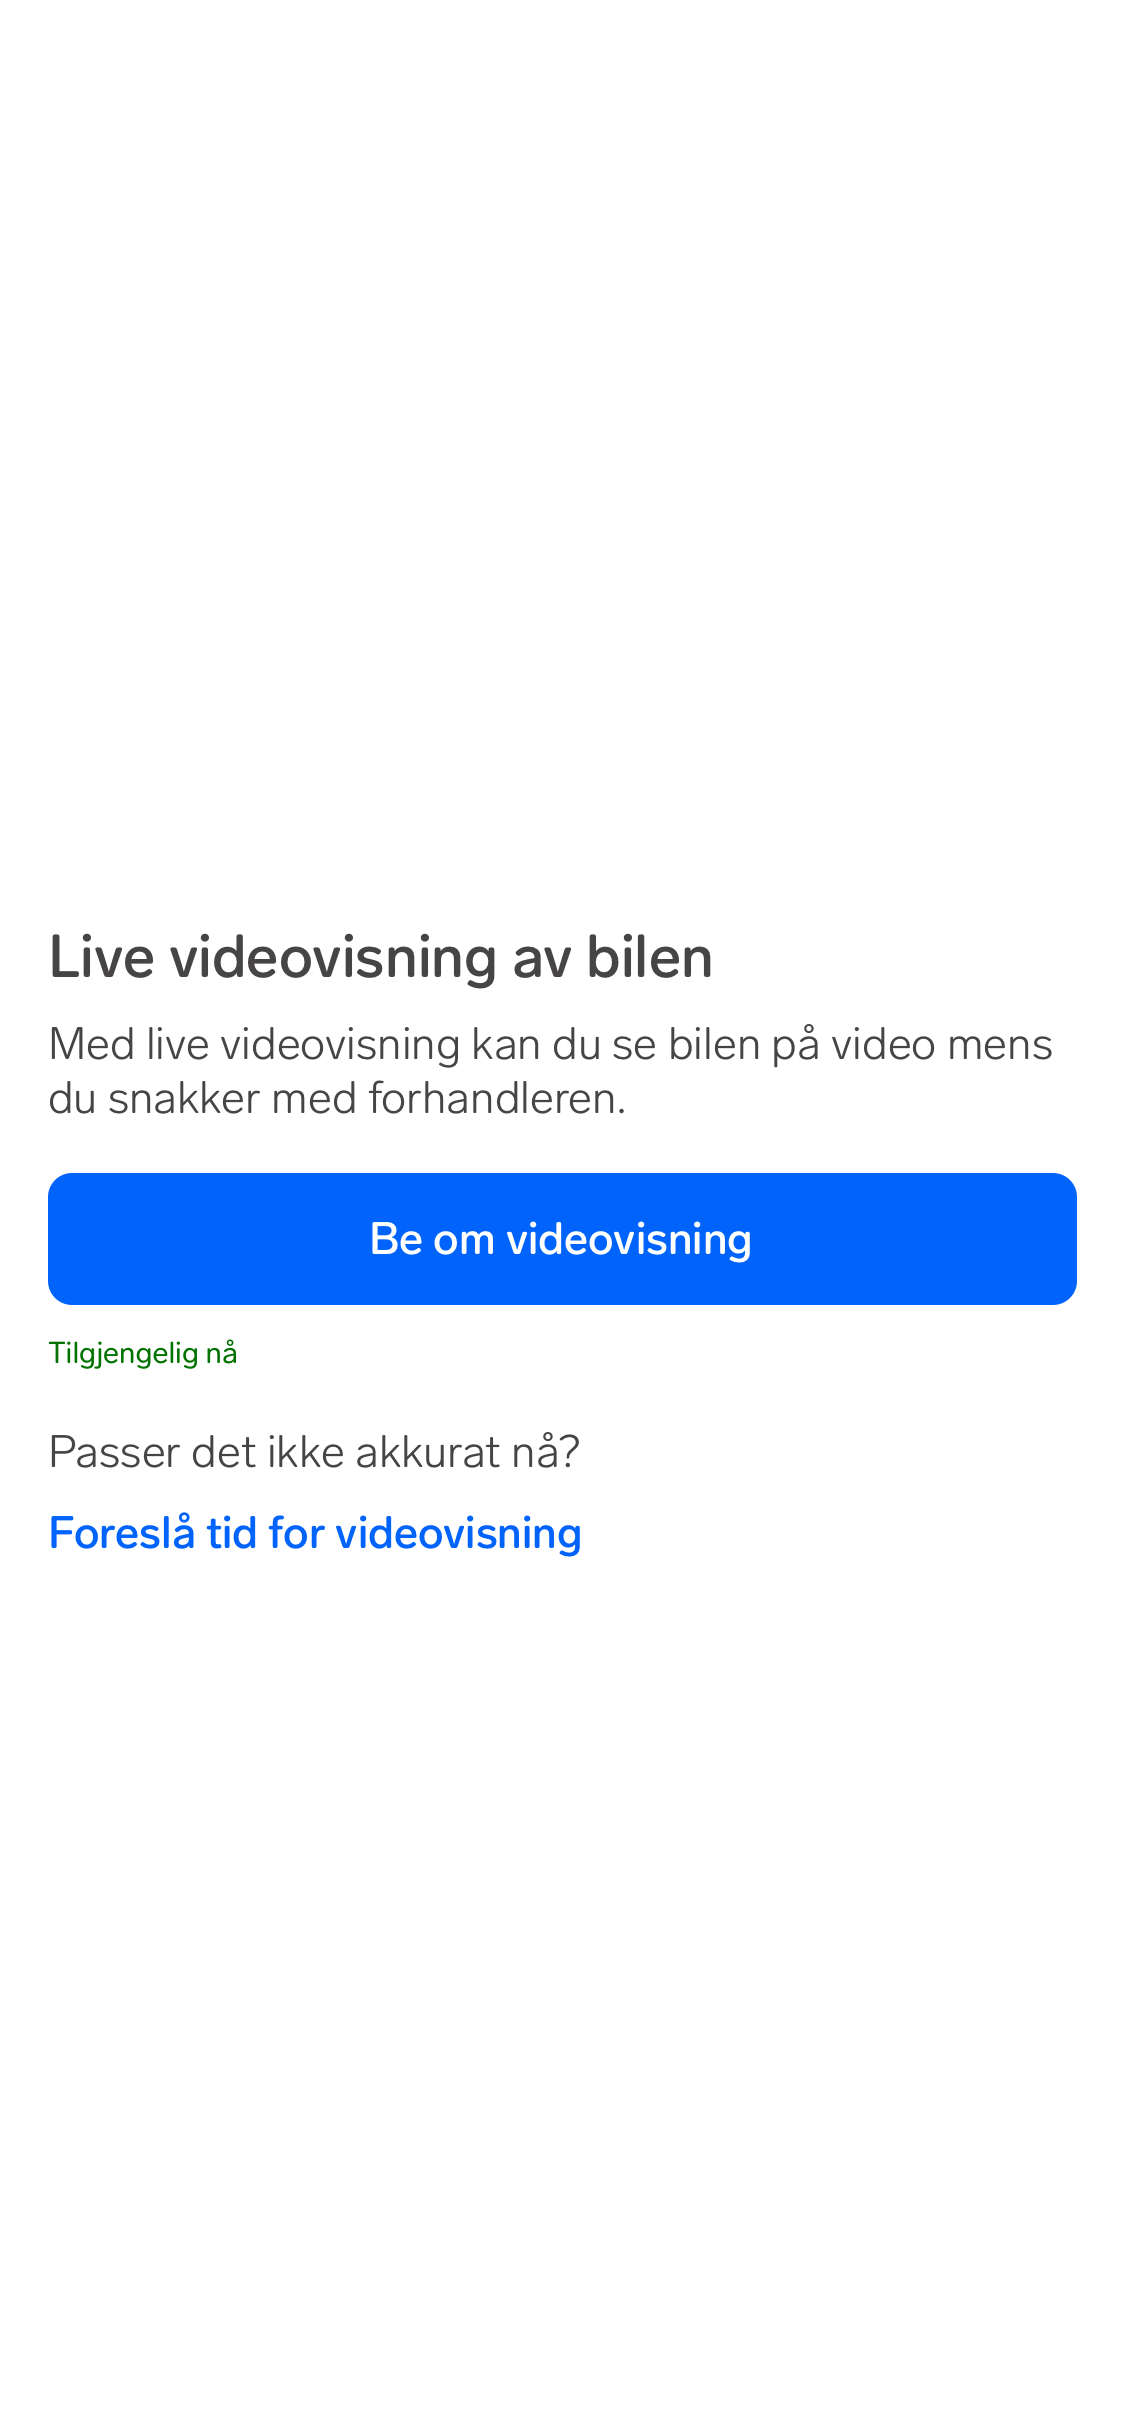 Live videovisning av bilen
Med live videovisning kan du se bilen på video mens
du snakker med forhandleren.
Be om videovisning
Tilgjengelig nå
Passer det ikke akkurat nå?
Foreslå tid for videovisning